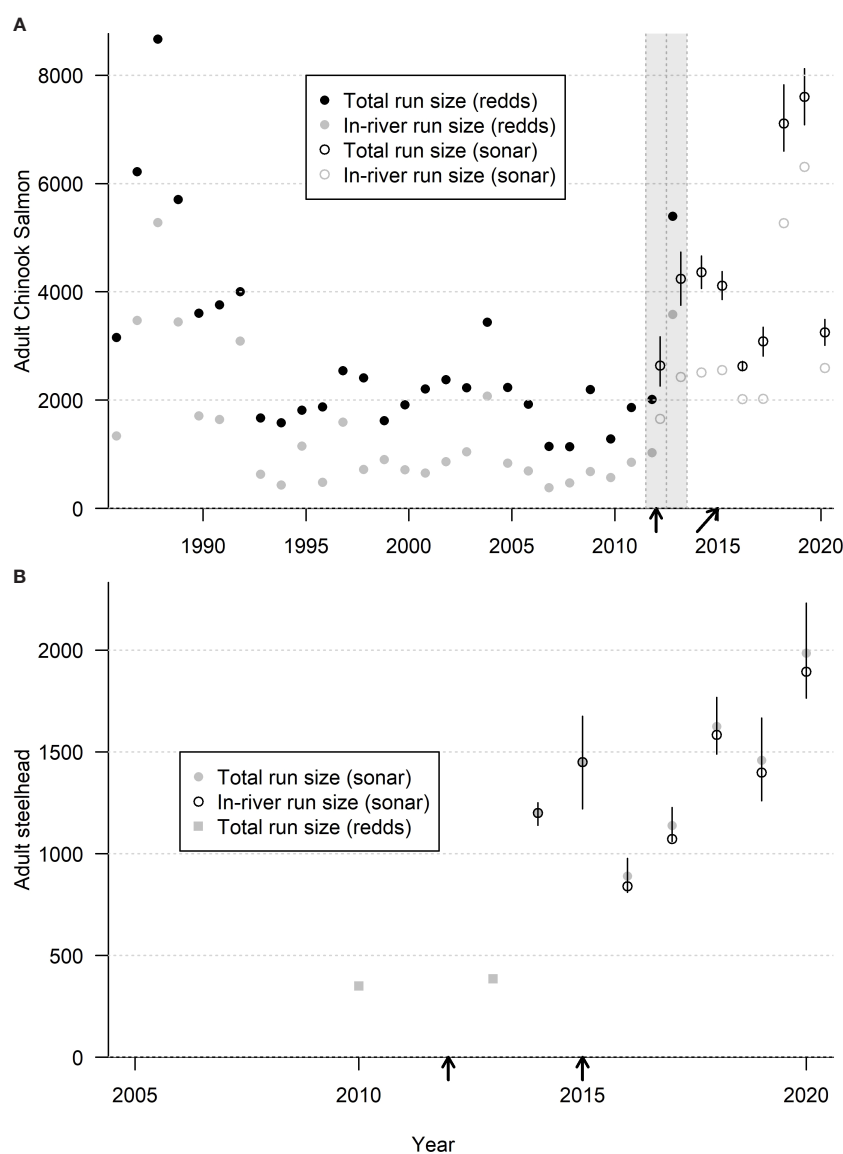 A
8000
6000
4000
2000
0
Adult Chinook Salmon
Total run size (redds)
In-river run size (redds)
Total run size (sonar)
In-river run size (sonar)
1990 1995 2000 2005 2010 2015 2020
B
2000
1500
1000
500
0
Adult steelhead
Total run size (sonar)
In-river run size (sonar)
Total run size (redds)
2005 2010 2015 2020
Year